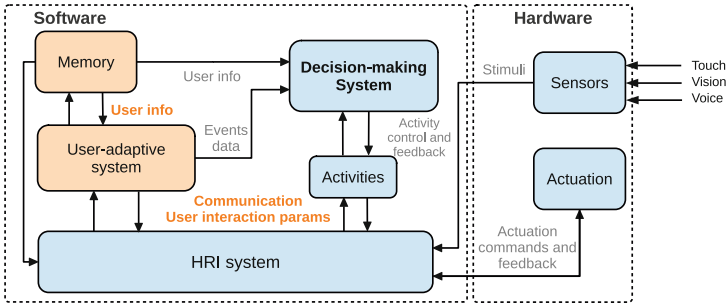 Software
Hardware
Memory
User info
Decision-making
System
Stimuli
Sensors
Touch
Vision
Voice
User info
User-adaptive
system
Events
data
Activity
control and
feedback
Activities
Actuation
Communication
User interaction params
HRI system
Actuation
commands and
feedback